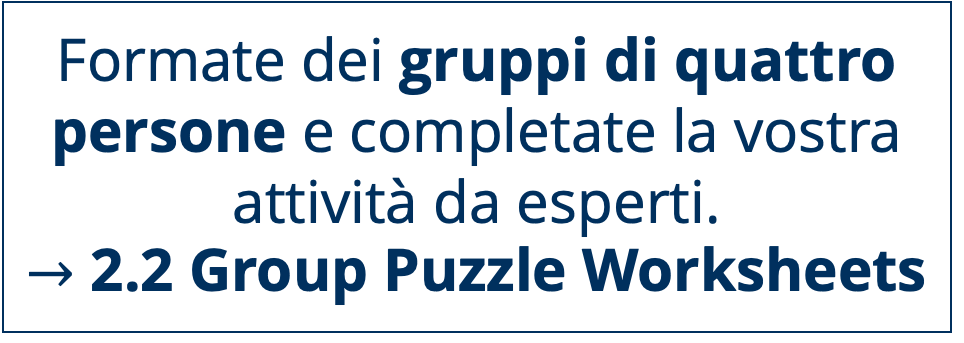 Formate dei gruppi di quattro
persone e completate la vostra
attività da esperti.
→ 2.2 Group Puzzle Worksheets